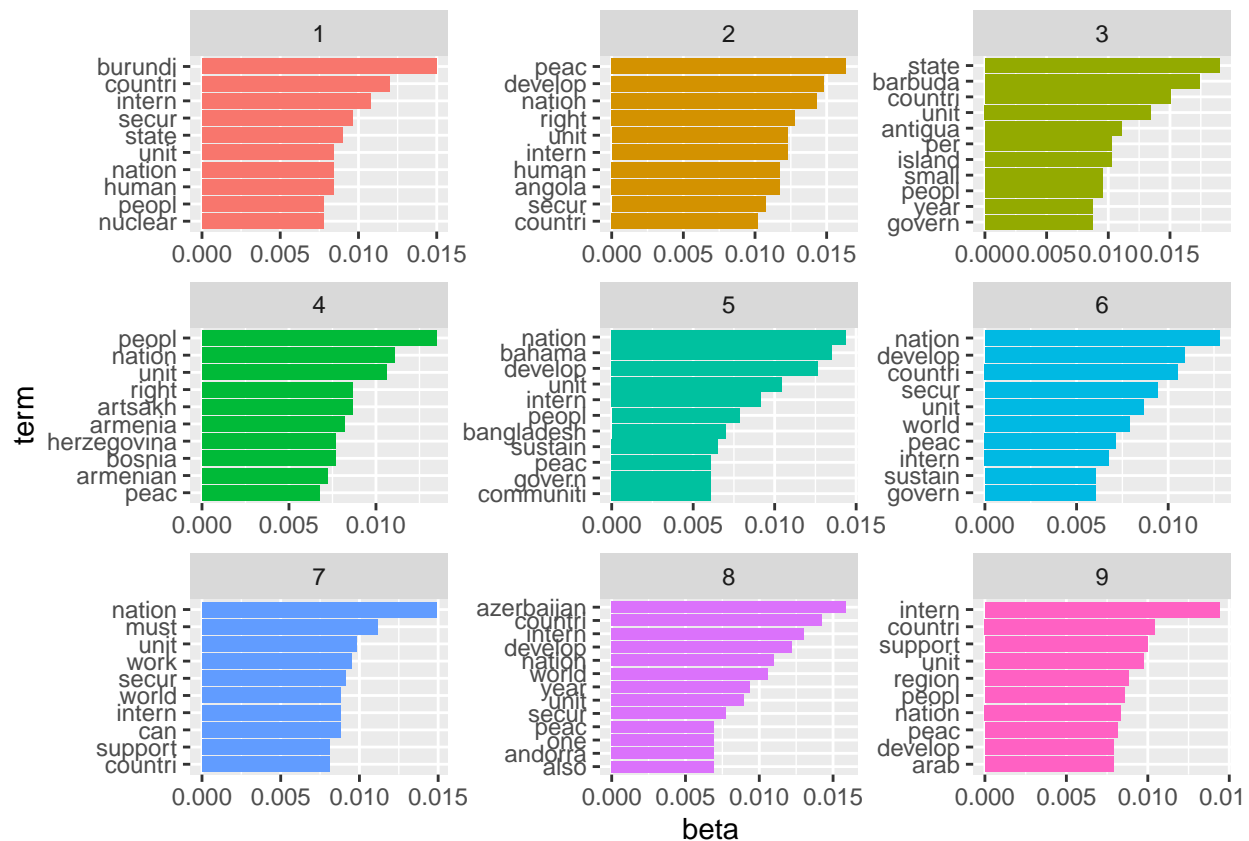 1
burundi
countri
intern
secur
state
unit
nation
human
peopl
nuclear
0.000 0.005 0.010 0.015
2
peac
develop
nation
right
unit
intern
human
angola
secur
countri
0.000 0.005 0.010 0.015
3
state
barbuda
countri
unit
antigua
per
island
small
peopl
year
govern
0.000 0.005 0.010 0.015
4
peopl
nation
unit
right
artsakh
armenia
herzegovina
bosnia
armenian
peac
0.000 0.005 0.010
5
nation
bahama
develop
unit
intern
peopl
bangladesh
sustain
peac
govern
communiti
0.000 0.005 0.010 0.015
6
nation
develop
countri
secur
unit
world
peac
intern
sustain
govern
0.000 0.005 0.010
7
nation
must
unit
work
secur
world
intern
can
support
countri
0.000 0.005 0.010 0.015
8
azerbaijan
countri
intern
develop
nation
world
year
unit
secur
peac
one
andorra
also
0.000 0.005 0.010 0.015
9
intern
countri
support
unit
region
peopl
nation
peac
develop
arab
0.000 0.005 0.010 0.01
term
beta